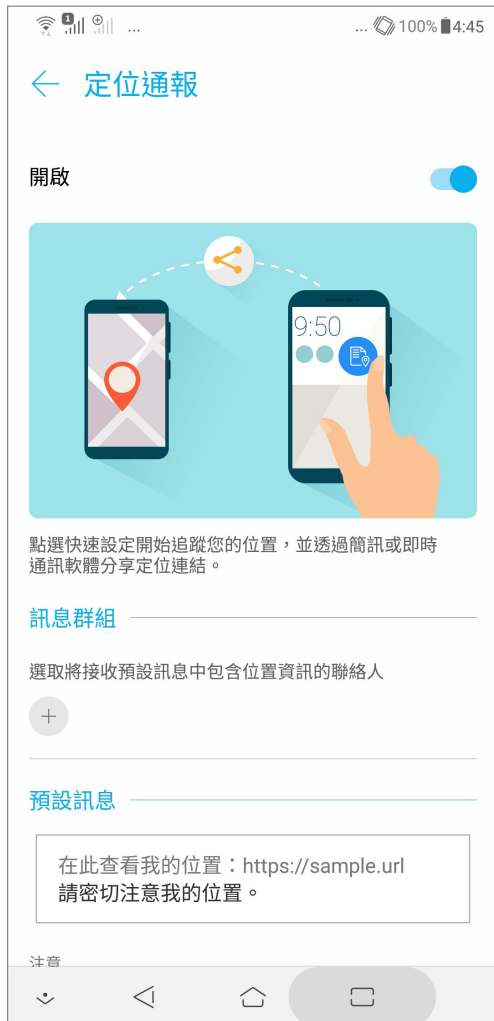 1
... ... 100% 4:45
定位通報
開啟
9:50
點選快速設定開始追蹤您的位置，並透過簡訊或即時
通訊軟體分享定位連結。
訊息群組
選取將接收預設訊息中包含位置資訊的聯絡人
預設訊息
在此查看我的位置：https://sample.url
請密切注意我的位置。
注意